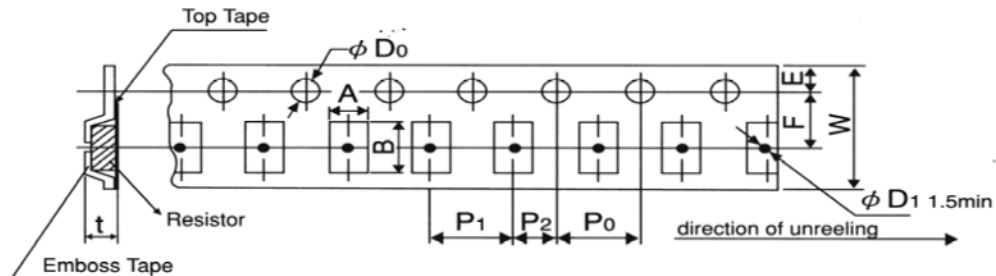 Top Tape
ϕ D0
A
B
E
F
W
ϕ D1 1.5min
Resistor
t
P1
P2
P0
direction of unreeling
Emboss Tape